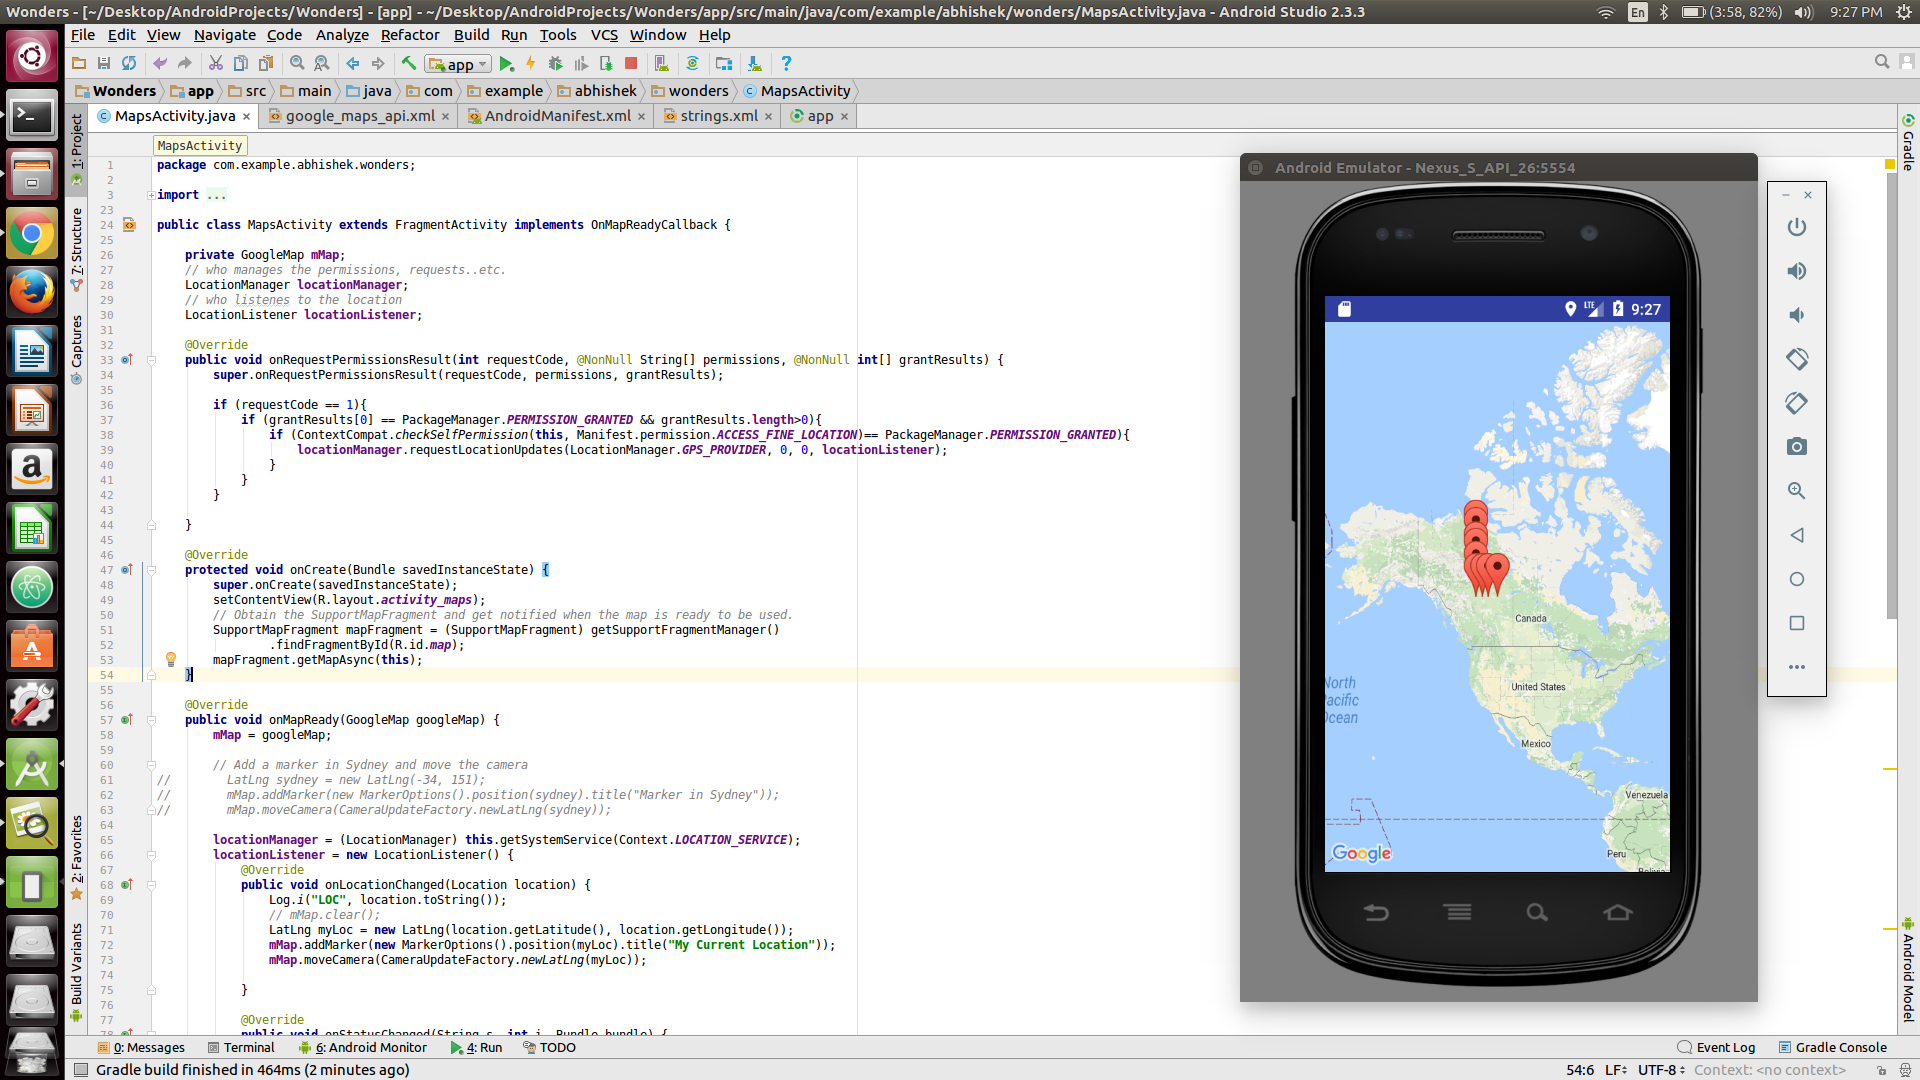 Wonders - [~/Desktop/AndroidProjects/Wonders] - [app] - ~/Desktop/AndroidProjects/Wonders/app/src/main/java/com/example/abhishek/wonders/MapsActivity.java - Android Studio 2.3.3
En (3:58, 82%) 9:27 PM
File Edit View Navigate Code Analyze Refactor Build Run Tools VCS Window Help
app
Wonders app src main java com example abhishek wonders MapsActivity
MapsActivity.java google_maps_api.xml AndroidManifest.xml strings.xml app
MapsActivity
1 package com.example.abhishek.wonders;
2
3 import ...
23
24 public class MapsActivity extends FragmentActivity implements OnMapReadyCallback {
25
26 private GoogleMap mMap;
27 // who manages the permissions, requests..etc.
28 LocationManager locationManager;
29 // who listenes to the location
30 LocationListener locationListener;
31
32 @Override
33 public void onRequestPermissionsResult(int requestCode, @NonNull String[] permissions, @NonNull int[] grantResults) {
34 super.onRequestPermissionsResult(requestCode, permissions, grantResults);
35
36 if (requestCode == 1){
37 if (grantResults[0] == PackageManager.PERMISSION_GRANTED && grantResults.length>0){
38 if (ContextCompat.checkSelfPermission(this, Manifest.permission.ACCESS_FINE_LOCATION)== PackageManager.PERMISSION_GRANTED){
39 locationManager.requestLocationUpdates(LocationManager.GPS_PROVIDER, 0, 0, locationListener);
40 }
41 }
42 }
43
44 }
45
46 @Override
47 protected void onCreate(Bundle savedInstanceState) {
48 super.onCreate(savedInstanceState);
49 setContentView(R.layout.activity_maps);
50 // Obtain the SupportMapFragment and get notified when the map is ready to be used.
51 SupportMapFragment mapFragment = (SupportMapFragment) getSupportFragmentManager()
52 .findFragmentById(R.id.map);
53 mapFragment.getMapAsync(this);
54 }
55
56 @Override
57 public void onMapReady(GoogleMap googleMap) {
58 mMap = googleMap;
59
60 // Add a marker in Sydney and move the camera
61 // LatLng sydney = new LatLng(-34, 151);
62 // mMap.addMarker(new MarkerOptions().position(sydney).title("Marker in Sydney"));
63 // mMap.moveCamera(CameraUpdateFactory.newLatLng(sydney));
64
65 locationManager = (LocationManager) this.getSystemService(Context.LOCATION_SERVICE);
66 locationListener = new LocationListener() {
67 @Override
68 public void onLocationChanged(Location location) {
69 Log.i("LOC", location.toString());
70 // mMap.clear();
71 LatLng myLoc = new LatLng(location.getLatitude(), location.getLongitude());
72 mMap.addMarker(new MarkerOptions().position(myLoc).title("My Current Location"));
73 mMap.moveCamera(CameraUpdateFactory.newLatLng(myLoc));
74
75 }
76
77 @Override
78 public void onStatusChanged(String s, int i, Bundle bundle) {
1: Project
7: Structure
Captures
2: Favorites
Build Variants
Android Emulator - Nexus_S_API_26:5554
LTE 9:27
Canada
United States
North
Pacific
Ocean
Mexico
Venezuela
Peru
Bolivia
Google
Gradle
Android Model
0: Messages Terminal 6: Android Monitor 4: Run TODO Event Log Gradle Console
Gradle build finished in 464ms (2 minutes ago) 54:6 LF UTF-8 Context: <no context>